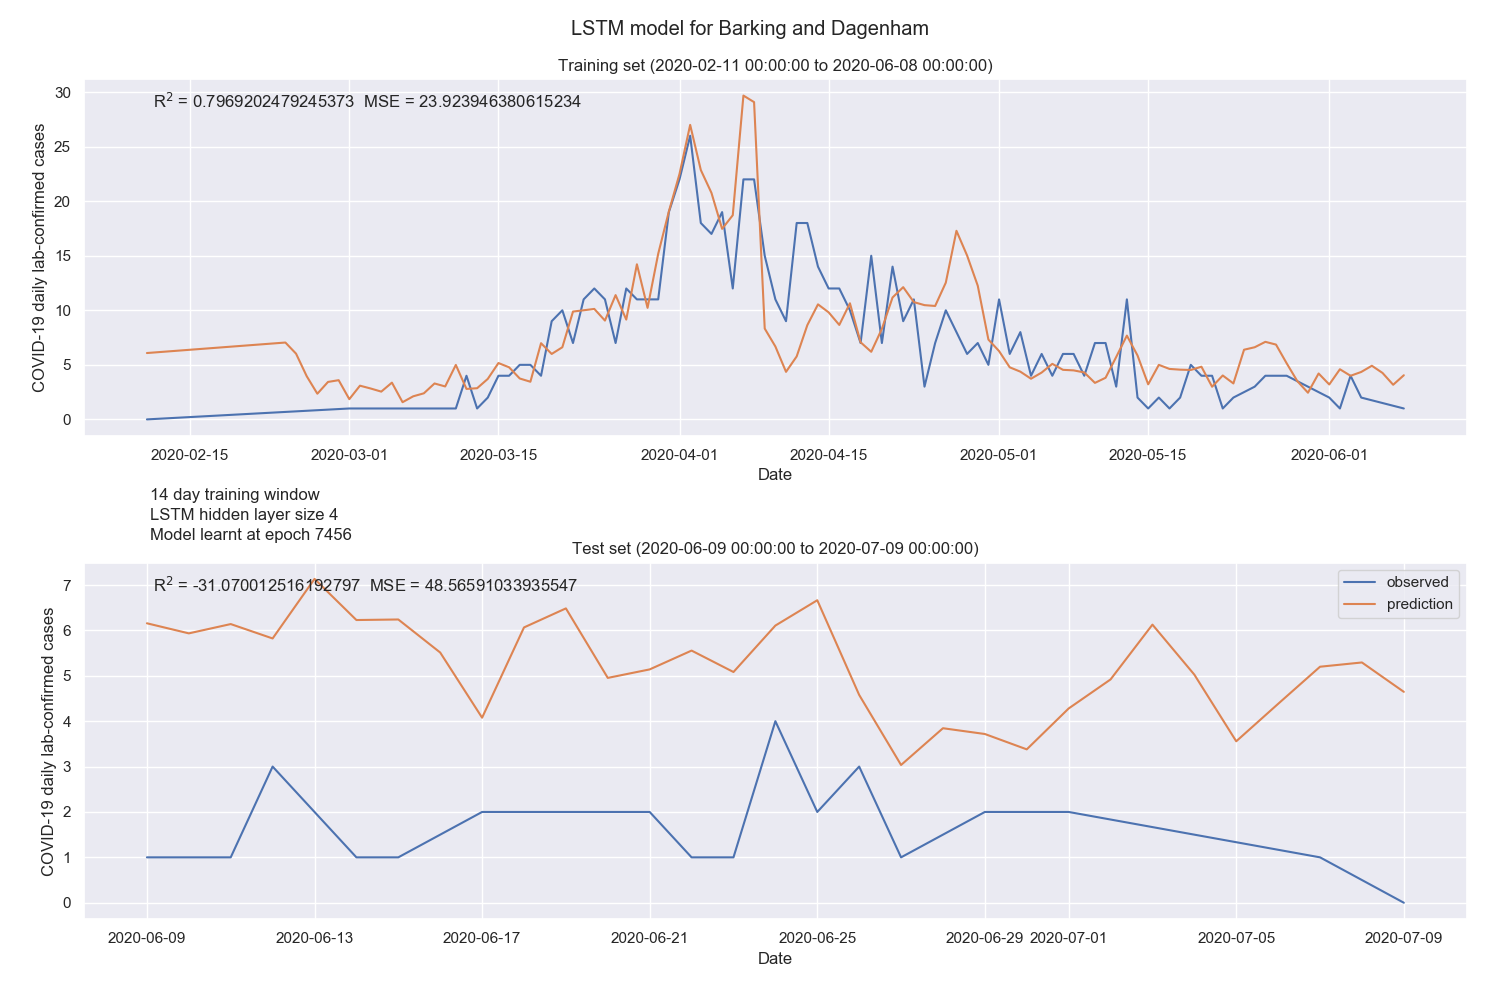 LSTM model for Barking and Dagenham
Training set (2020-02-11 00:00:00 to 2020-06-08 00:00:00)
R² = 0.7969202479245373 MSE = 23.923946380615234
COVID-19 daily lab-confirmed cases
30
25
20
15
10
5
0
2020-02-15 2020-03-01 2020-03-15 2020-04-01 2020-04-15 2020-05-01 2020-05-15 2020-06-01
Date
14 day training window
LSTM hidden layer size 4
Model learnt at epoch 7456
Test set (2020-06-09 00:00:00 to 2020-07-09 00:00:00)
R² = -31.070012516192797 MSE = 48.56591033935547
observed
prediction
COVID-19 daily lab-confirmed cases
7
6
5
4
3
2
1
0
2020-06-09 2020-06-13 2020-06-17 2020-06-21 2020-06-25 2020-06-29 2020-07-01 2020-07-05 2020-07-09
Date